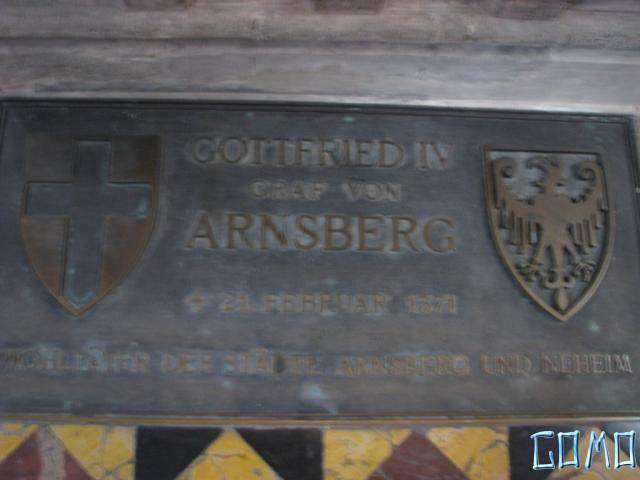 GOTTFRIED IV
GRAF VON
ARNSBERG
+ 21. FEBRUAR 1371
WOHLTÄTER DER STÄDTE ARNSBERG UND NEHEIM
COMO